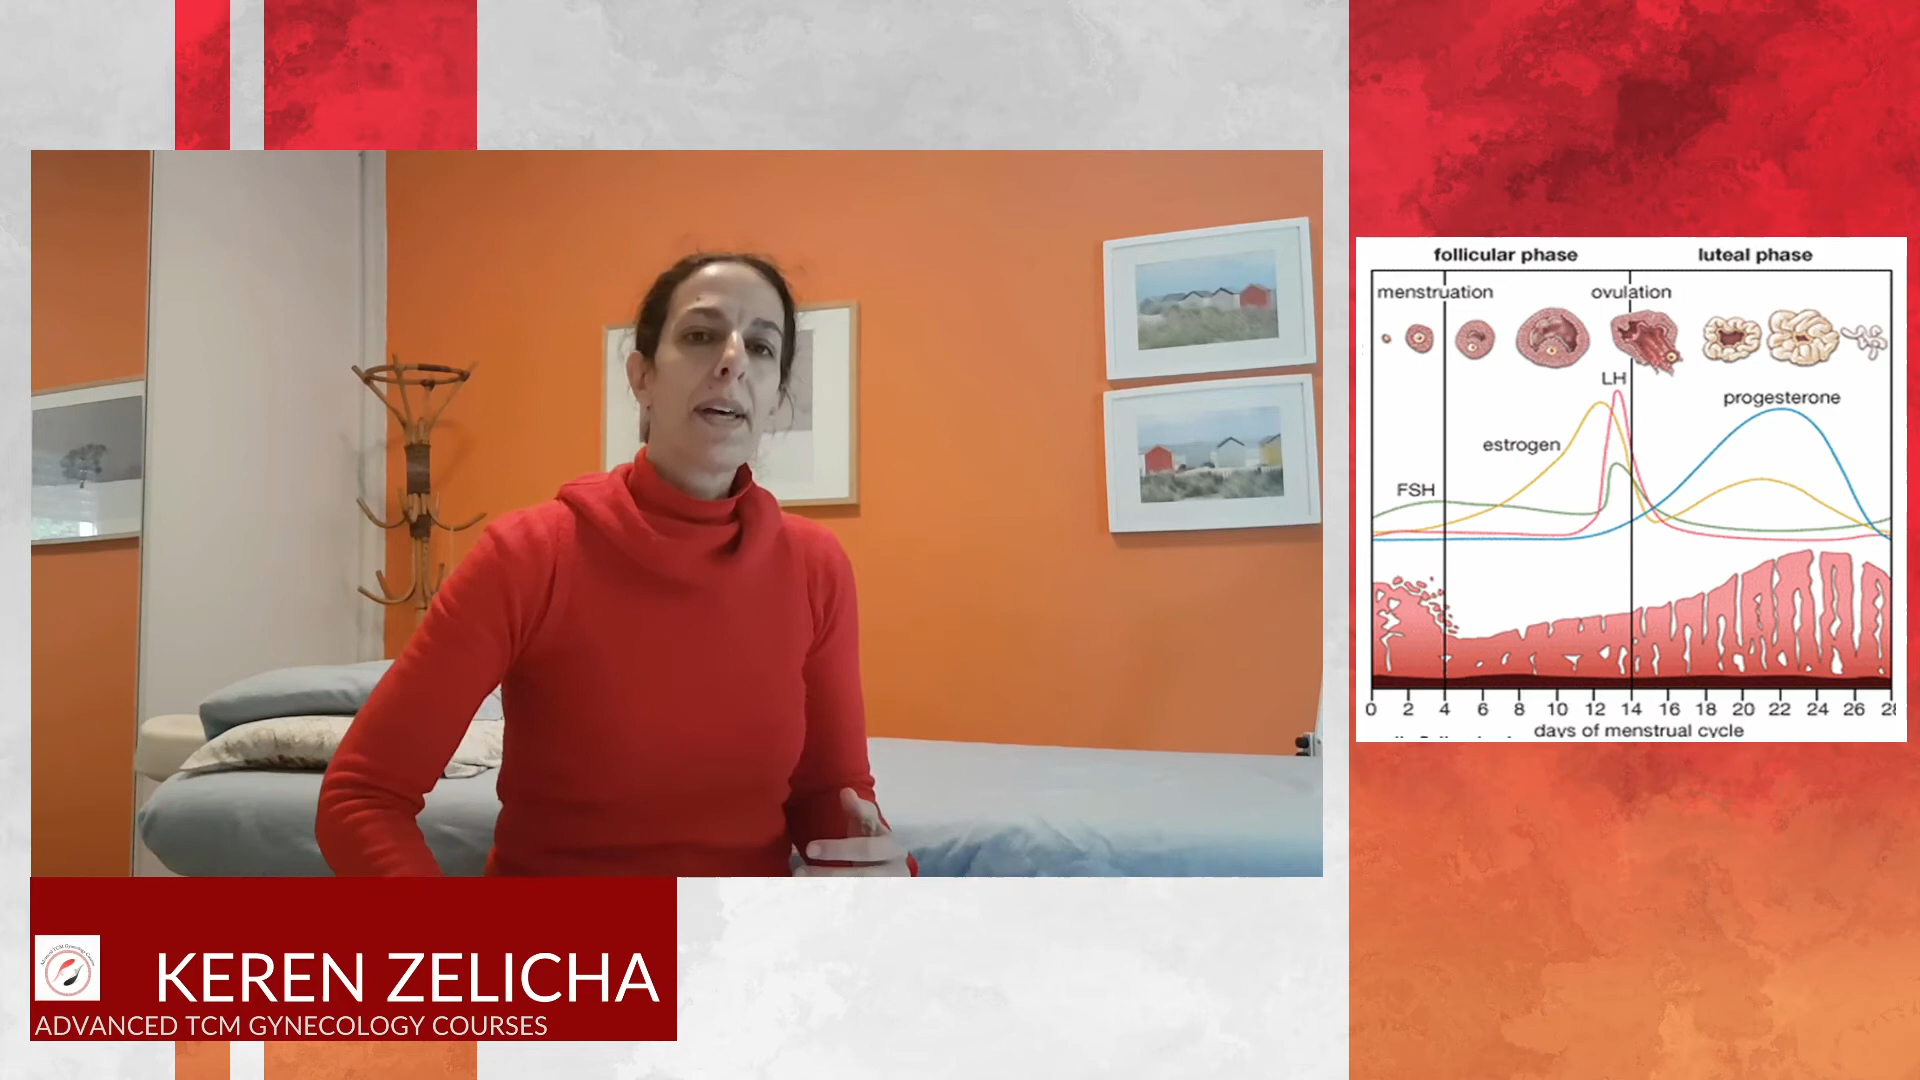 follicular phase
luteal phase
menstruation
ovulation
LH
progesterone
estrogen
FSH
0 2 4 6 8 10 12 14 16 18 20 22 24 26 28
days of menstrual cycle
KEREN ZELICHA
ADVANCED TCM GYNECOLOGY COURSES